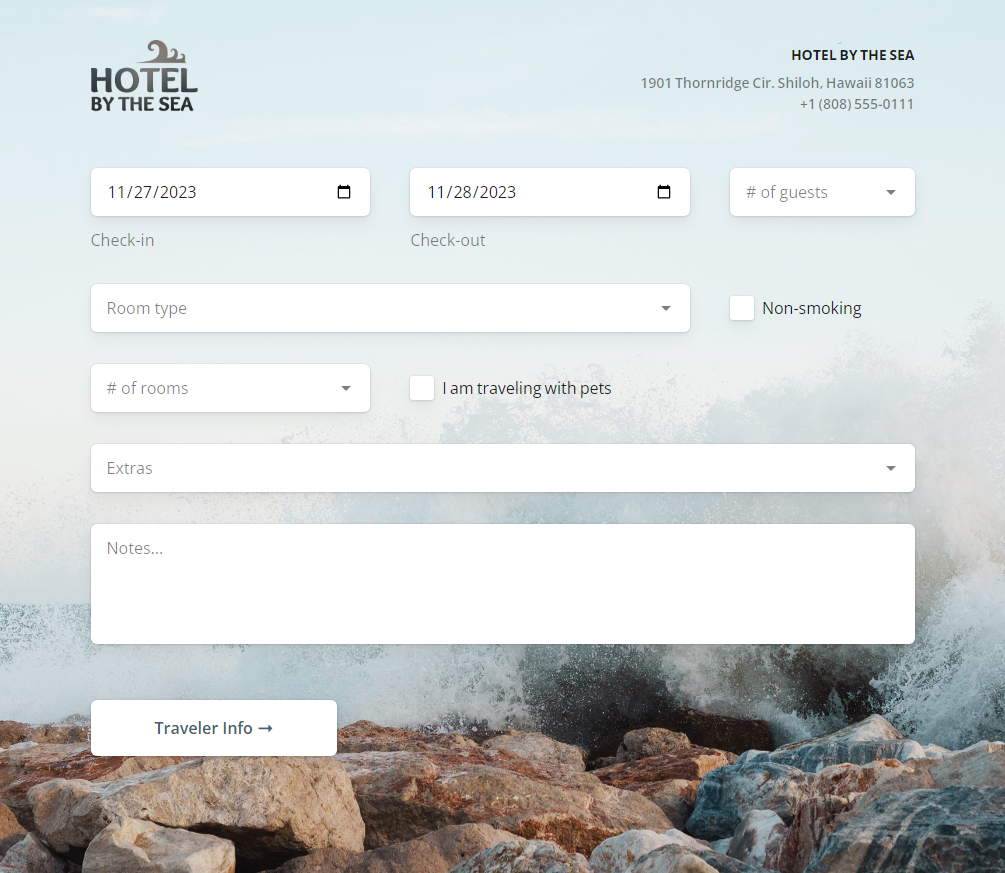 HOTEL
BY THE SEA
HOTEL BY THE SEA
1901 Thornridge Cir. Shiloh, Hawaii 81063
+1 (808) 555-0111
11/27/2023
11/28/2023
# of guests
Check-in
Check-out
Room type
Non-smoking
# of rooms
I am traveling with pets
Extras
Notes...
Traveler Info →